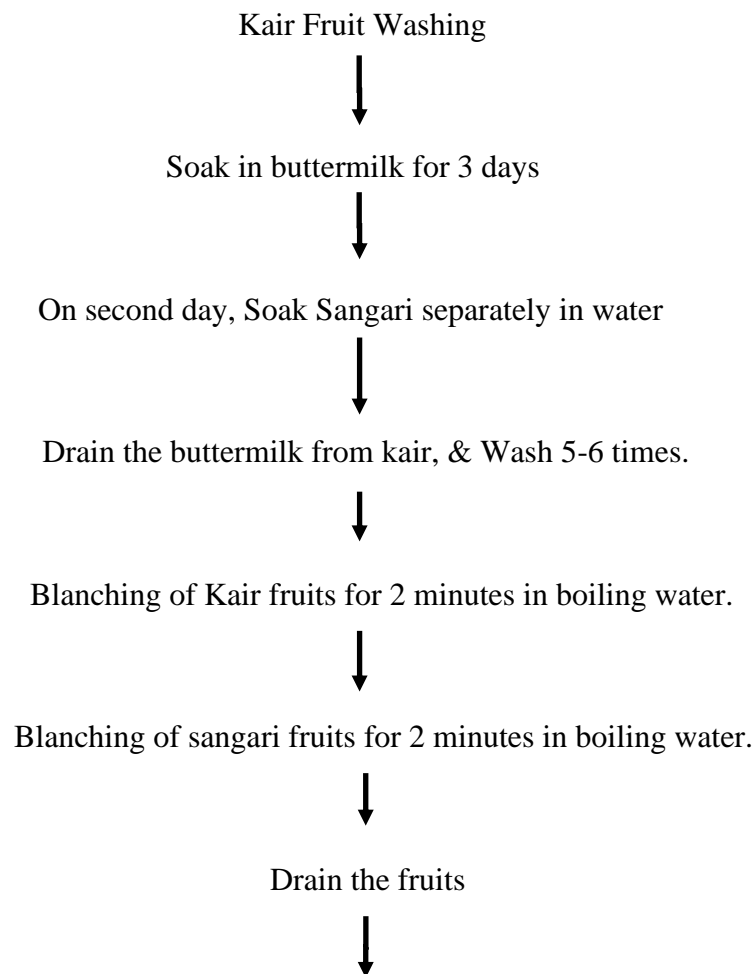 Kair Fruit Washing
Soak in buttermilk for 3 days
On second day, Soak Sangari separately in water
Drain the buttermilk from kair, & Wash 5-6 times.
Blanching of Kair fruits for 2 minutes in boiling water.
Blanching of sangari fruits for 2 minutes in boiling water.
Drain the fruits